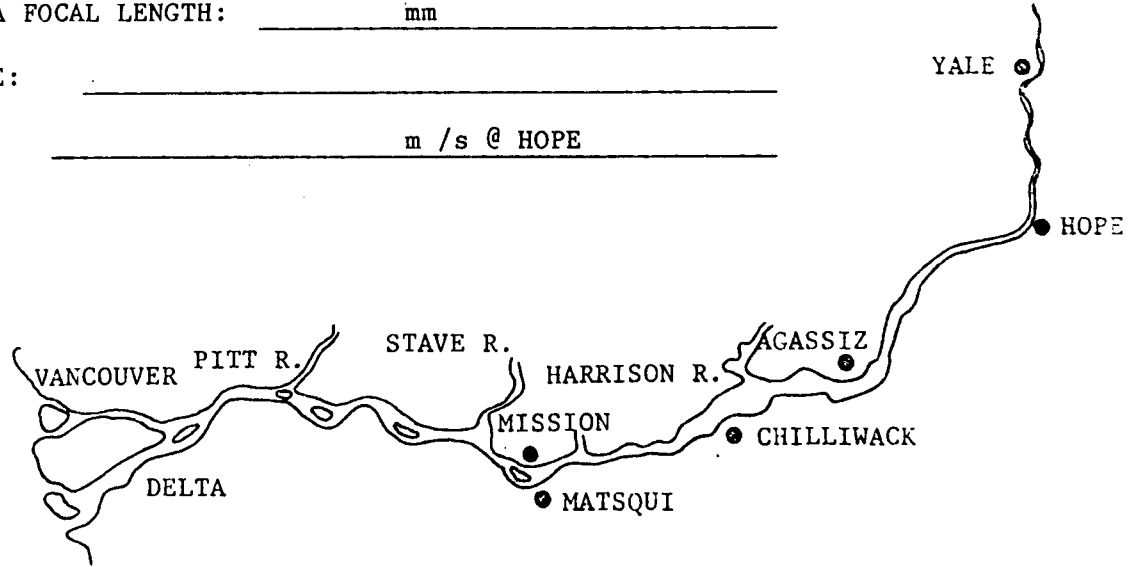 A FOCAL LENGTH: mm
E:
m /s @ HOPE
YALE
HOPE
AGASSIZ
STAVE R.
PITT R.
HARRISON R.
VANCOUVER
MISSION
CHILLIWACK
DELTA
MATSQUI